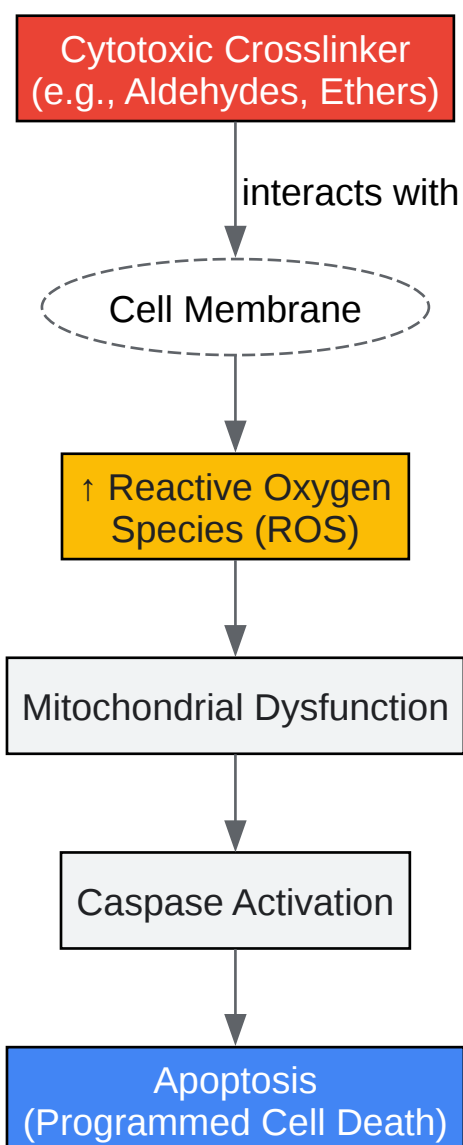 Cytotoxic Crosslinker
(e.g., Aldehydes, Ethers)
interacts with
Cell Membrane
↑ Reactive Oxygen
Species (ROS)
Mitochondrial Dysfunction
Caspase Activation
Apoptosis
(Programmed Cell Death)